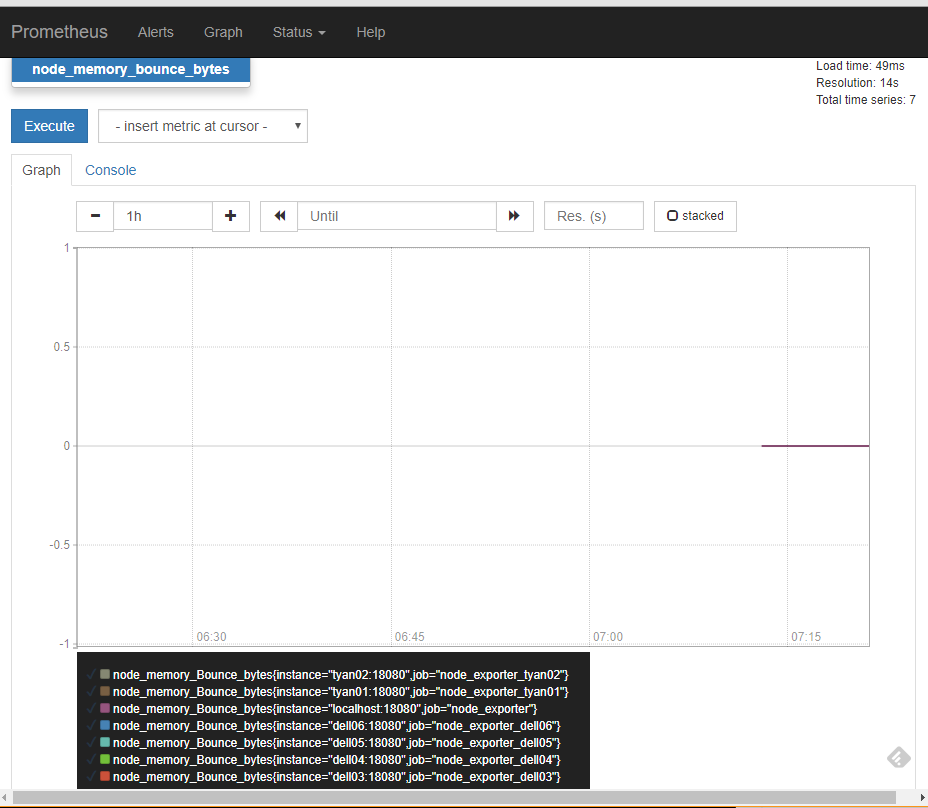 Prometheus Alerts Graph Status Help
node_memory_bounce_bytes
Load time: 49ms
Resolution: 14s
Total time series: 7
Execute - insert metric at cursor -
Graph Console
1h Until Res. (s) stacked
1
0.5
0
-0.5
-1
06:30 06:45 07:00 07:15
node_memory_Bounce_bytes{instance="tyan02:18080",job="node_exporter_tyan02"}
node_memory_Bounce_bytes{instance="tyan01:18080",job="node_exporter_tyan01"}
node_memory_Bounce_bytes{instance="localhost:18080",job="node_exporter"}
node_memory_Bounce_bytes{instance="dell06:18080",job="node_exporter_dell06"}
node_memory_Bounce_bytes{instance="dell05:18080",job="node_exporter_dell05"}
node_memory_Bounce_bytes{instance="dell04:18080",job="node_exporter_dell04"}
node_memory_Bounce_bytes{instance="dell03:18080",job="node_exporter_dell03"}